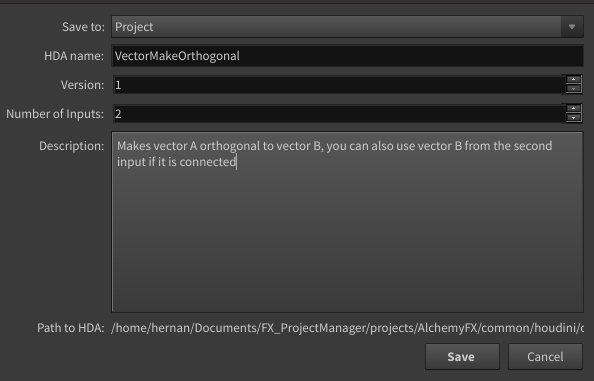 Save to: Project
HDA name: VectorMakeOrthogonal
Version: 1
Number of Inputs: 2
Description: Makes vector A orthogonal to vector B, you can also use vector B from the second
input if it is connected
Path to HDA: /home/hernan/Documents/FX_ProjectManager/projects/AlchemyFX/common/houdini/
Save Cancel